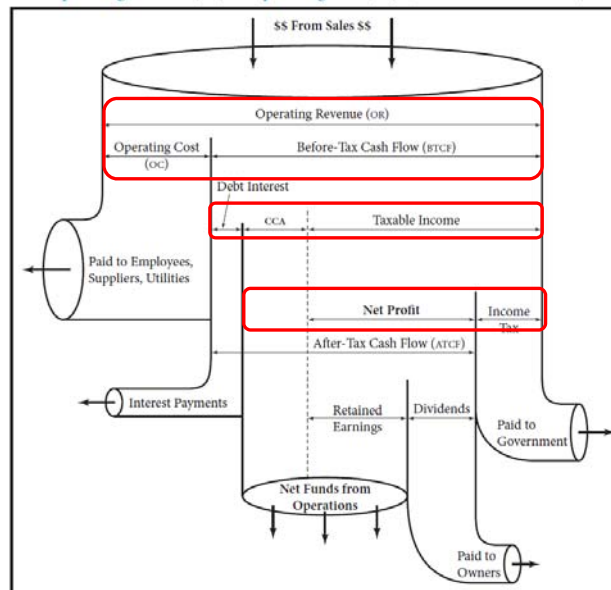 $$ From Sales $$
Operating Revenue (OR)
Operating Cost
(OC)
Before-Tax Cash Flow (BTCF)
Debt Interest
CCA
Taxable Income
Paid to Employees,
Suppliers, Utilities
Net Profit
Income
Tax
After-Tax Cash Flow (ATCF)
Interest Payments
Retained
Earnings
Dividends
Paid to
Government
Net Funds from
Operations
Paid to
Owners